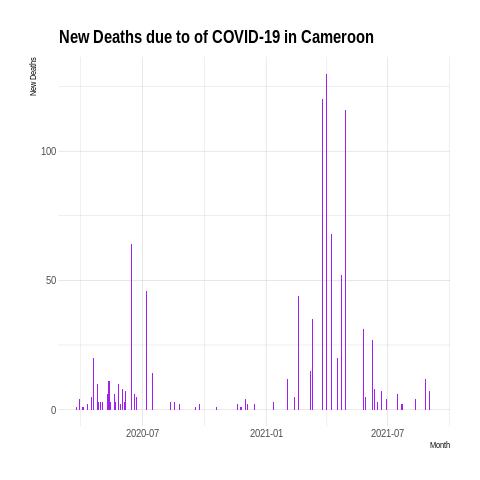 New Deaths due to of COVID-19 in Cameroon
New Deaths
100
50
0
2020-07
2021-01
2021-07
Month